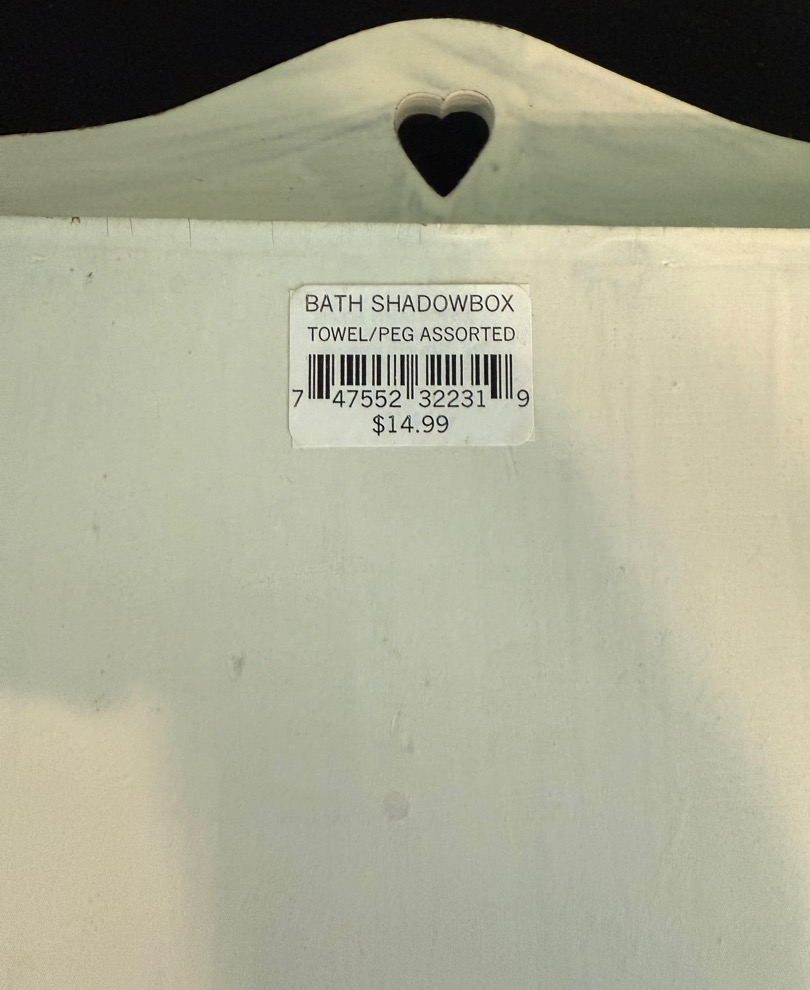 BATH SHADOWBOX
TOWEL/PEG ASSORTED
7 47552 32231 9
$14.99